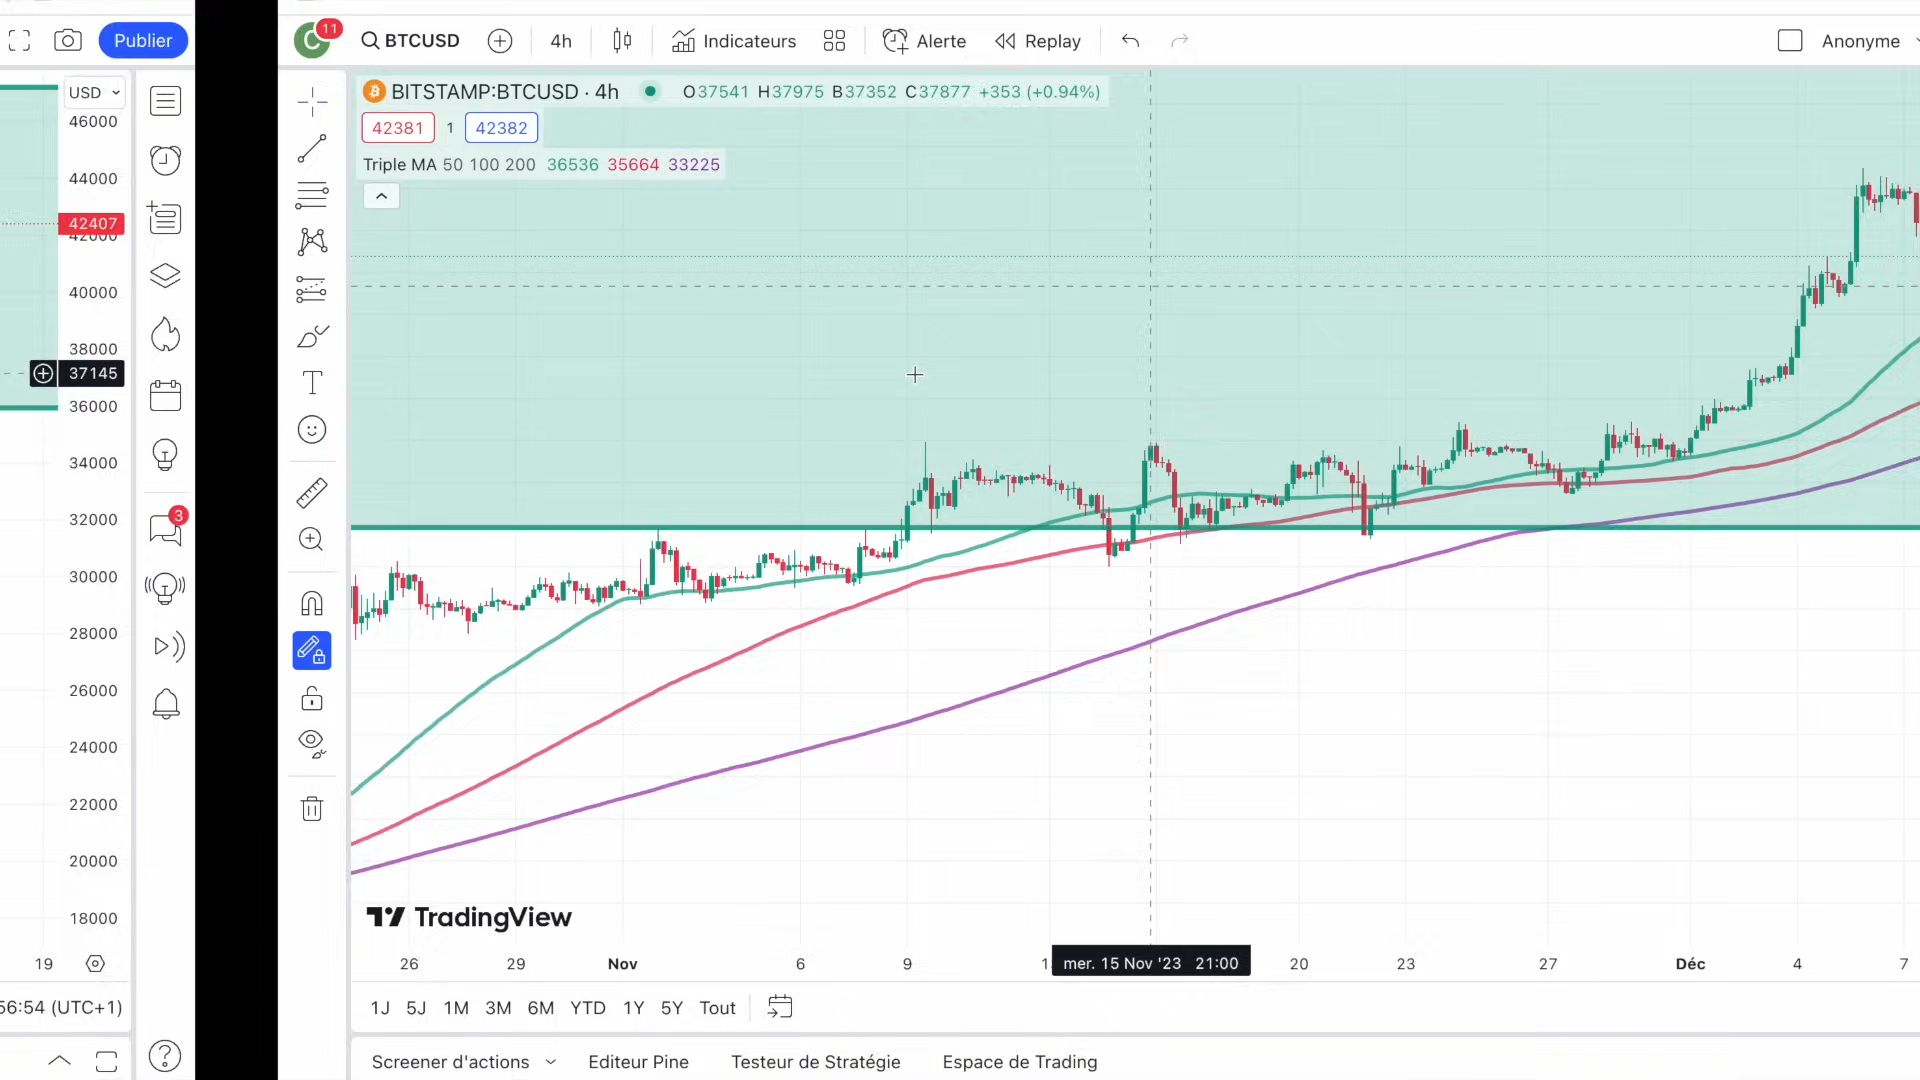 Publier
USD
46000
44000
42407
42000
40000
38000
37145
36000
34000
32000
30000
28000
26000
24000
22000
20000
18000
19
56:54 (UTC+1)
3
C
11
BTCUSD
4h
Indicateurs
Alerte
Replay
Anonyme
BITSTAMP:BTCUSD · 4h
O37541 H37975 B37352 C37877 +353 (+0.94%)
42381 1 42382
Triple MA 50 100 200 36536 35664 33225
TradingView
26 29 Nov 6 9 mer. 15 Nov '23 21:00 20 23 27 Déc 4 7
1J 5J 1M 3M 6M YTD 1Y 5Y Tout
Screener d'actions Editeur Pine Testeur de Stratégie Espace de Trading